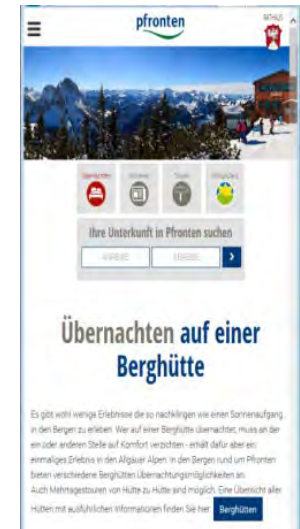 pfronten
RATHAUS
Übernachten
Ihre Unterkunft in Pfronten suchen
ANREISE
ABREISE
Übernachten auf einer
Berghütte
Es gibt wohl wenige Erlebnisse die so nachklingen wie einen Sonnenaufgang
in den Bergen zu erleben. Wer auf einer Berghütte übernachtet, muss an der
ein oder anderen Stelle auf Komfort verzichten - erhält dafür aber ein
einmaliges Erlebnis in den Allgäuer Alpen. In den Bergen rund um Pfronten
bieten verschiedene Berghütten Übernachtungsmöglichkeiten an.
Auch Mehrtagestouren von Hütte zu Hütte sind möglich. Eine Übersicht aller
Hütten mit ausführlichen Informationen finden Sie hier: Berghütten